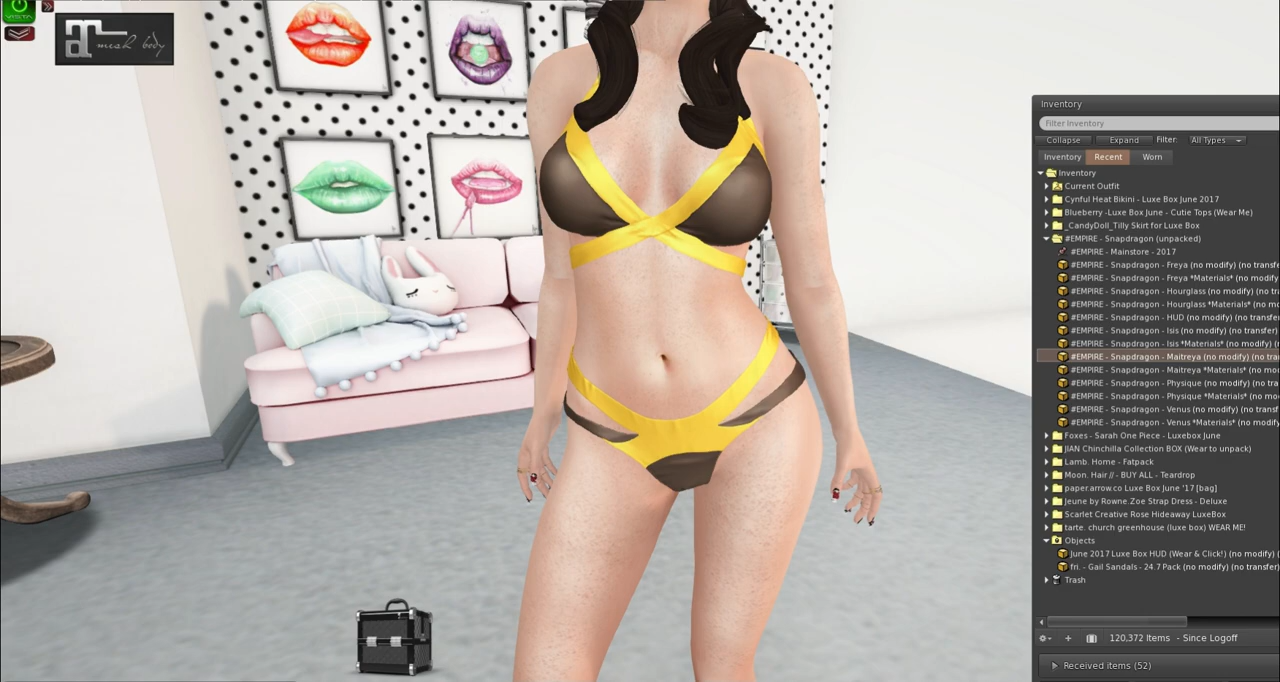 VISTA
mesh body
Inventory
Filter Inventory
Collapse Expand Filter: All Types
Inventory Recent Worn
Inventory
Current Outfit
Cynful Heat Bikini - Luxe Box June 2017
Blueberry -Luxe Box June - Cutie Tops (Wear Me)
_CandyDoll_Tilly Skirt for Luxe Box
#EMPIRE - Snapdragon (unpacked)
#EMPIRE - Mainstore - 2017
#EMPIRE - Snapdragon - Freya (no modify) (no transfe
#EMPIRE - Snapdragon - Freya *Materials* (no modify
#EMPIRE - Snapdragon - Hourglass (no modify) (no tra
#EMPIRE - Snapdragon - Hourglass *Materials* (no mo
#EMPIRE - Snapdragon - HUD (no modify) (no transfer
#EMPIRE - Snapdragon - Isis (no modify) (no transfer)
#EMPIRE - Snapdragon - Isis *Materials* (no modify) (n
#EMPIRE - Snapdragon - Maitreya (no modify) (no tra
#EMPIRE - Snapdragon - Maitreya *Materials* (no mod
#EMPIRE - Snapdragon - Physique (no modify) (no tra
#EMPIRE - Snapdragon - Physique *Materials* (no mo
#EMPIRE - Snapdragon - Venus (no modify) (no transf
#EMPIRE - Snapdragon - Venus *Materials* (no modify
Foxes - Sarah One Piece - Luxebox June
JIAN Chinchilla Collection BOX (Wear to unpack)
Lamb. Home - Fatpack
Moon. Hair // - BUY ALL - Teardrop
paper.arrow.co Luxe Box June '17 [bag]
Jeune by Rowne.Zoe Strap Dress - Deluxe
Scarlet Creative Rose Hideaway LuxeBox
tarte. church greenhouse (luxe box) WEAR ME!
Objects
June 2017 Luxe Box HUD (Wear & Click!) (no modify) (
fri. - Gail Sandals - 24.7 Pack (no modify) (no transfer)
Trash
120,372 Items - Since Logoff
Received items (52)